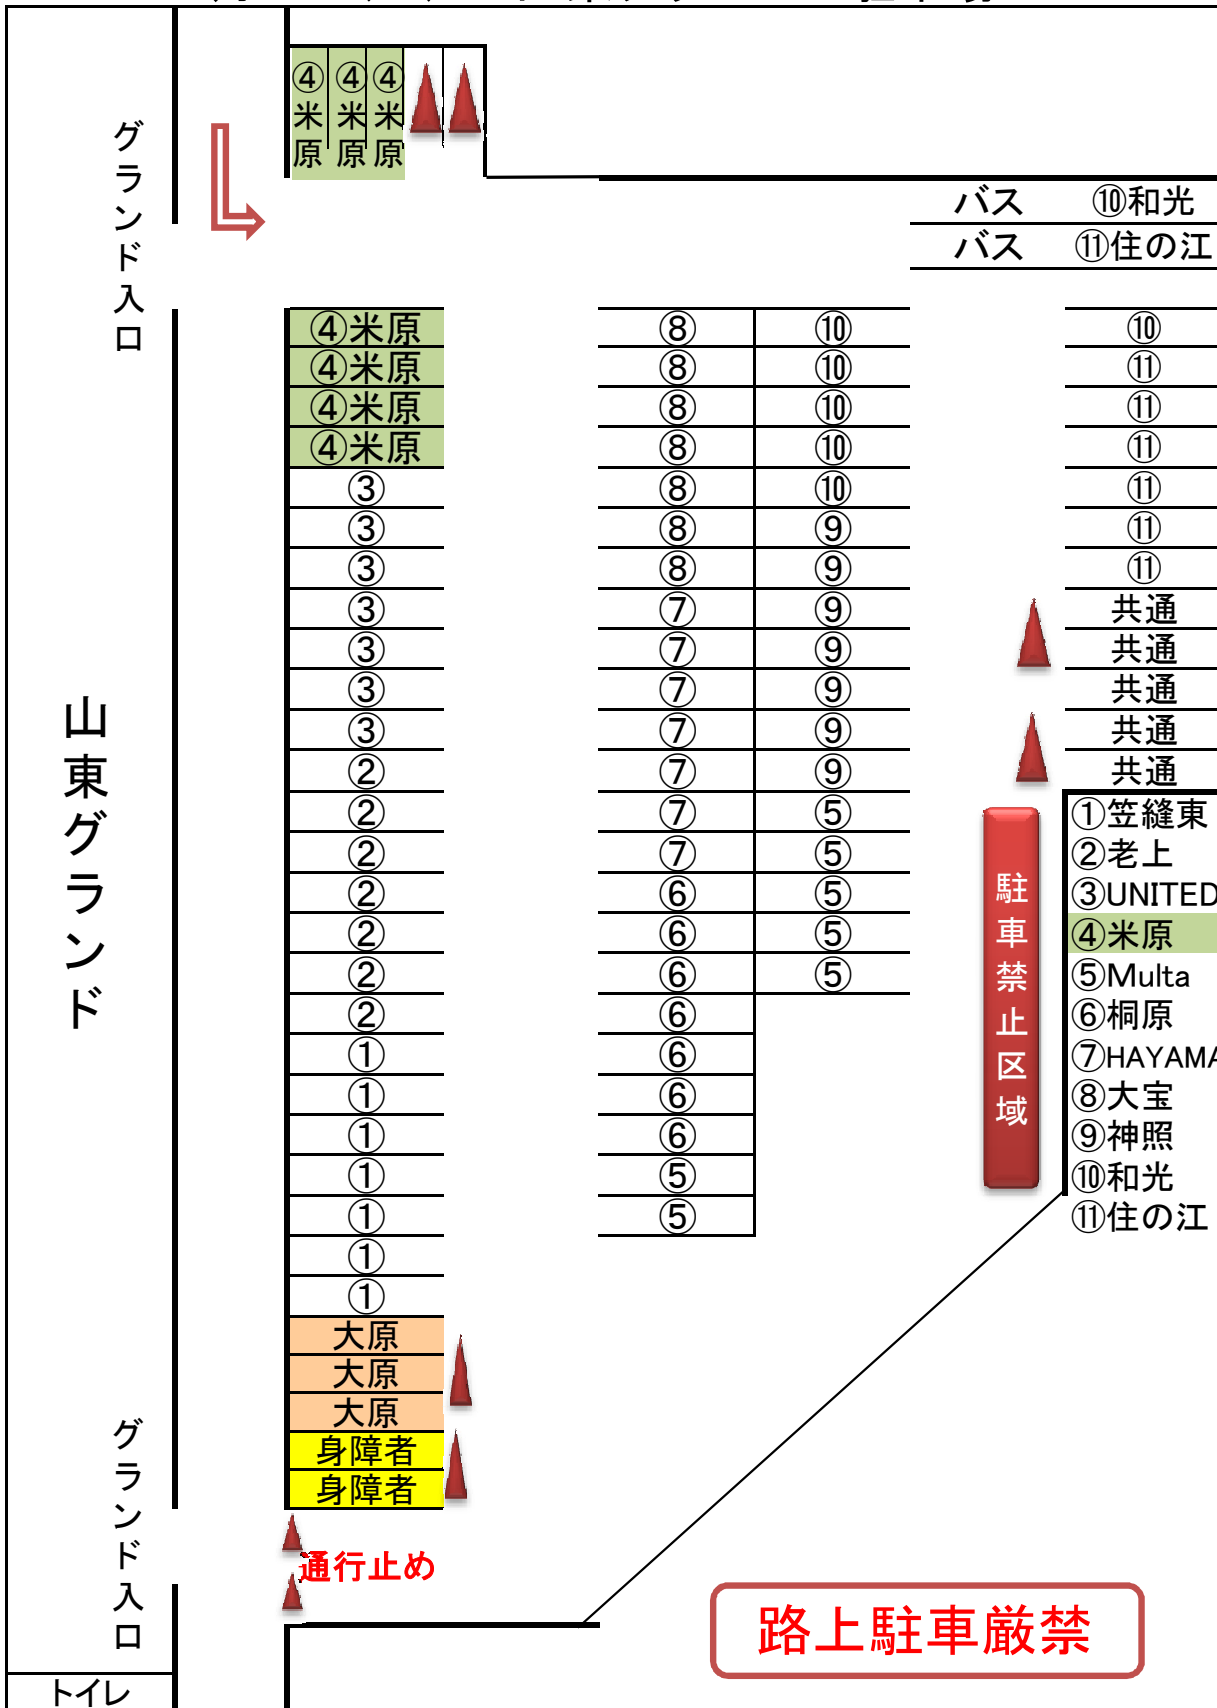 グランド入口
④米原
④米原
④米原
バス ⑩和光
バス ⑪住の江
④米原 ⑧ ⑩ ⑩
④米原 ⑧ ⑩ ⑪
④米原 ⑧ ⑩ ⑪
④米原 ⑧ ⑩ ⑪
③ ⑧ ⑩ ⑪
③ ⑧ ⑨ ⑪
③ ⑧ ⑨ ⑪
③ ⑦ ⑨ 共通
③ ⑦ ⑨ 共通
③ ⑦ ⑨ 共通
③ ⑦ ⑨ 共通
② ⑦ ⑨ 共通
② ⑦ ⑤
② ⑦ ⑤
② ⑥ ⑤
② ⑥ ⑤
② ⑥ ⑤
② ⑥
① ⑥
① ⑥
① ⑥
① ⑤
① ⑤
①
①
大原
大原
大原
身障者
身障者
山東グランド
駐車禁止区域
①笠縫東
②老上
③UNITED
④米原
⑤Multa
⑥桐原
⑦HAYAMA
⑧大宝
⑨神照
⑩和光
⑪住の江
グランド入口
通行止め
路上駐車厳禁
トイレ